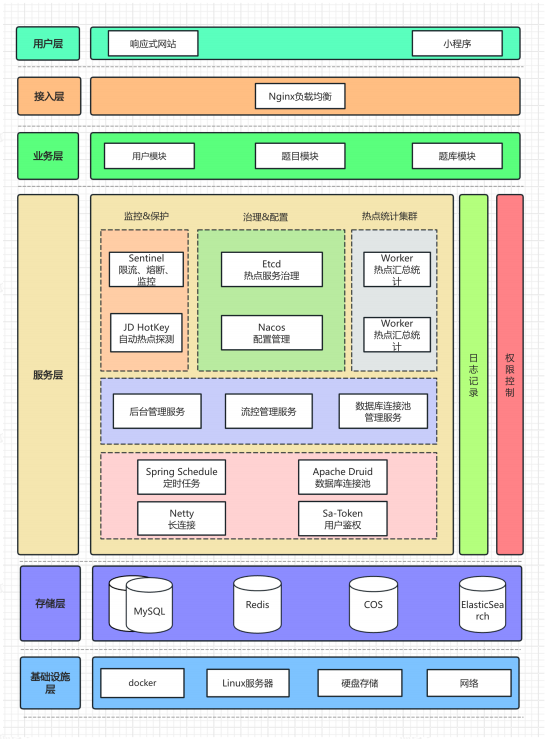 用户层
响应式网站
小程序
接入层
Nginx负载均衡
业务层
用户模块
题目模块
题库模块
服务层
监控&保护
治理&配置
热点统计集群
Sentinel
限流、熔断、
监控
Etcd
热点服务治理
Worker
热点汇总统
计
JD HotKey
自动热点探测
Nacos
配置管理
Worker
热点汇总统
计
后台管理服务
流控管理服务
数据库连接池
管理服务
Spring Schedule
定时任务
Apache Druid
数据库连接池
Netty
长连接
Sa-Token
用户鉴权
日
志
记
录
权
限
控
制
存储层
MySQL
Redis
COS
ElasticSea
rch
基础设施
层
docker
Linux服务器
硬盘存储
网络